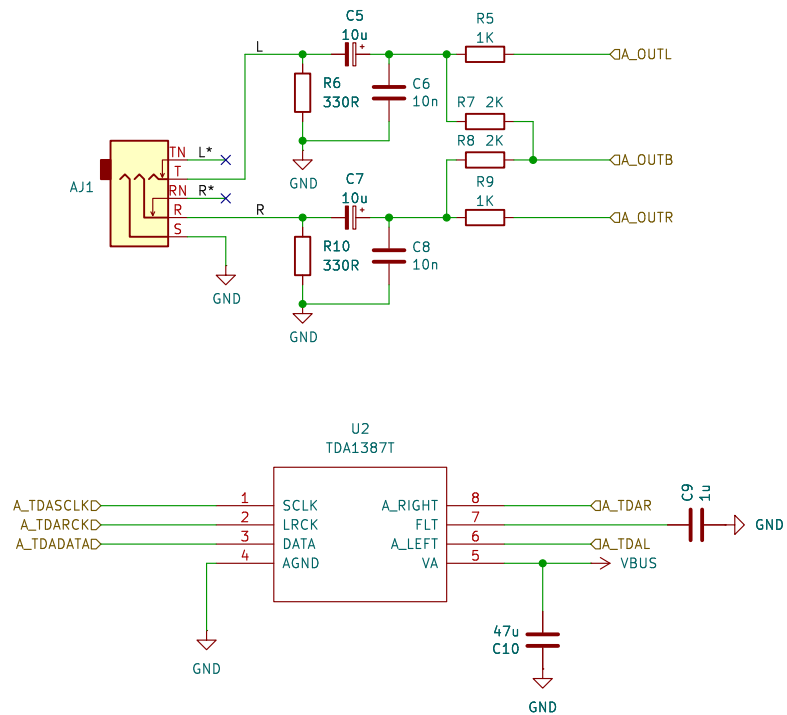 C5
10u
R5
1K
L
A_OUTL
R6
330R
C6
10n
R7 2K
R8 2K
GND
A_OUTB
AJ1
TN
L*
T
RN
R*
R
S
C7
10u
R9
1K
R
A_OUTR
R10
330R
C8
10n
GND
GND
U2
TDA1387T
A_TDASCLK
1
SCLK
A_RIGHT
8
A_TDAR
A_TDARCK
2
LRCK
FLT
7
C9
1u
GND
A_TDADATA
3
DATA
A_LEFT
6
A_TDAL
4
AGND
VA
5
VBUS
47u
C10
GND
GND